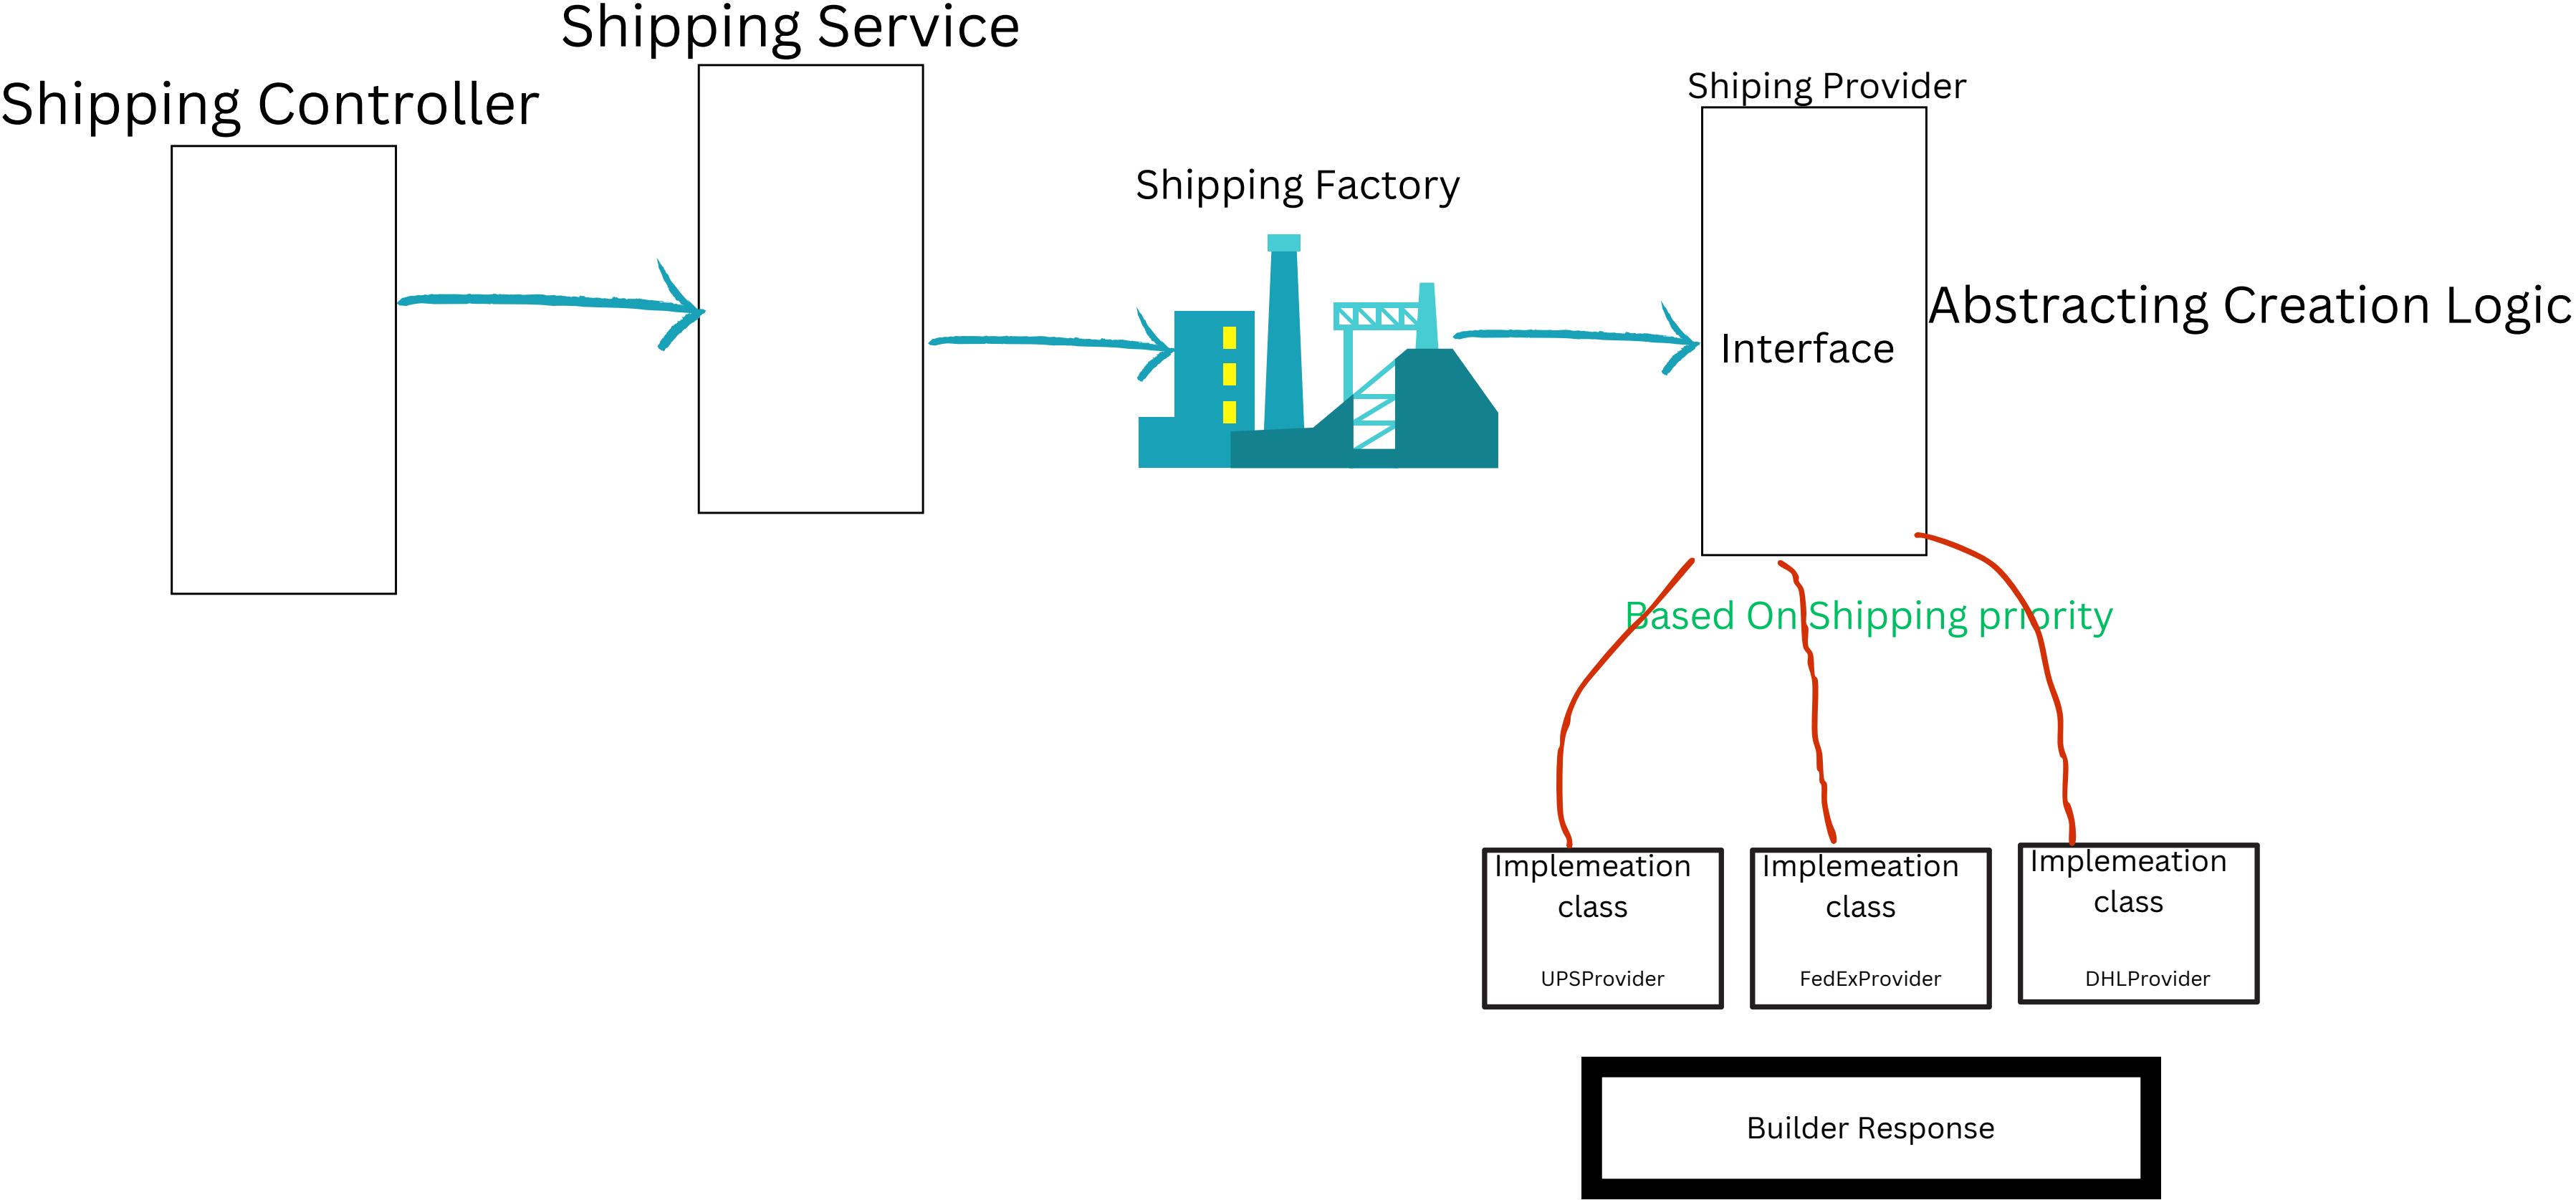 Shipping Service
Shipping Controller
Shiping Provider
Shipping Factory
Abstracting Creation Logic
Interface
Based On Shipping priority
Implemeation
class
UPSProvider
Implemeation
class
FedExProvider
Implemeation
class
DHLProvider
Builder Response